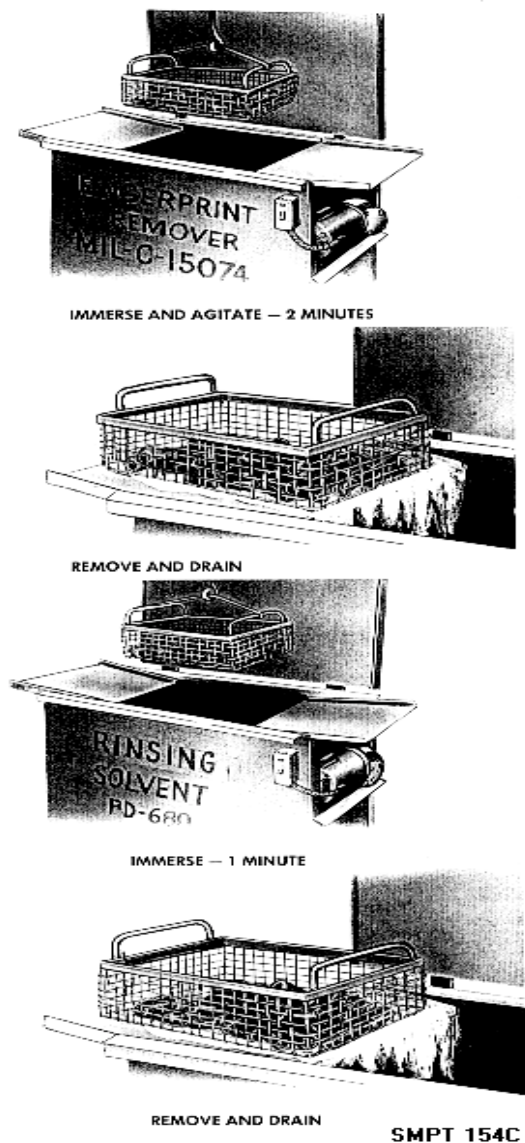 FINGERPRINT
REMOVER
MIL-C-15074
IMMERSE AND AGITATE — 2 MINUTES
REMOVE AND DRAIN
RINSING
SOLVENT
PD-680
IMMERSE — 1 MINUTE
REMOVE AND DRAIN
SMPT 154C